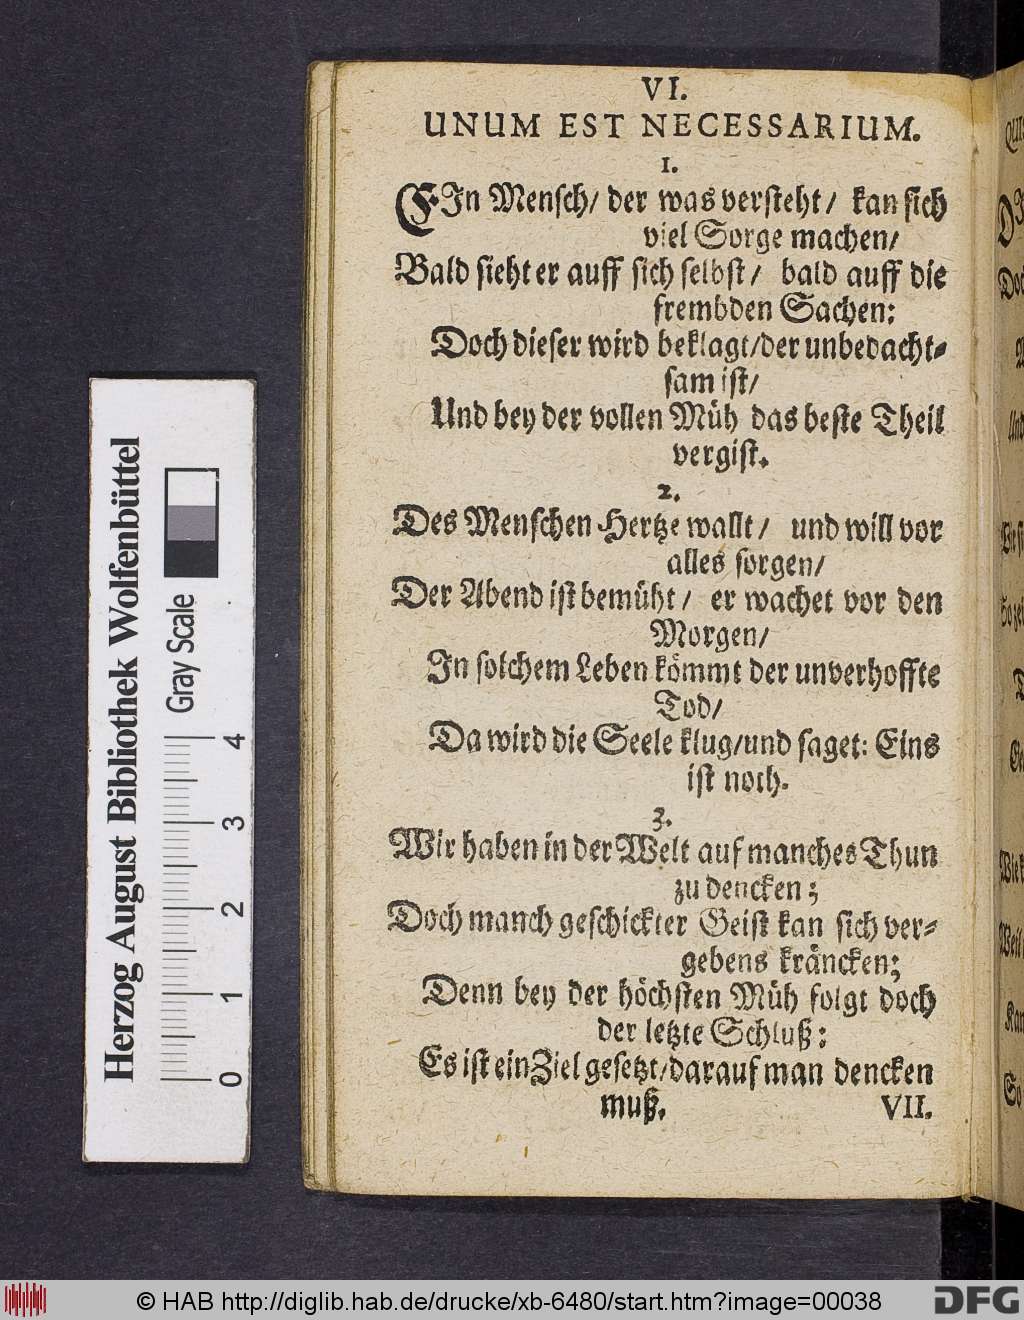 VI.
UNUM EST NECESSARIUM.
1.
EIn Mensch/ der was versteht/ kan sich
viel Sorge machen/
Bald sieht er auff sich selbst/ bald auff die
frembden Sachen:
Doch dieser wird beklagt/der unbedacht-
sam ist/
Und bey der vollen Müh das beste Theil
vergist.
2.
Des Menschen Hertze wallt/ und will vor
alles sorgen/
Der Abend ist bemüht/ er wachet vor den
Morgen/
In solchem Leben kömmt der unverhoffte
Tod/
Da wird die Seele klug/und saget: Eins
ist noth.
3.
Wir haben in der Welt auf manches Thun
zu dencken;
Doch manch geschickter Geist kan sich ver-
gebens kräncken;
Denn bey der höchsten Müh folgt doch
der letzte Schluß:
Es ist ein Ziel gesetzt/darauf man dencken
muß.
VII.
Herzog August Bibliothek Wolfenbüttel
Gray Scale
0 1 2 3 4
© HAB http://diglib.hab.de/drucke/xb-6480/start.htm?image=00038
DFG